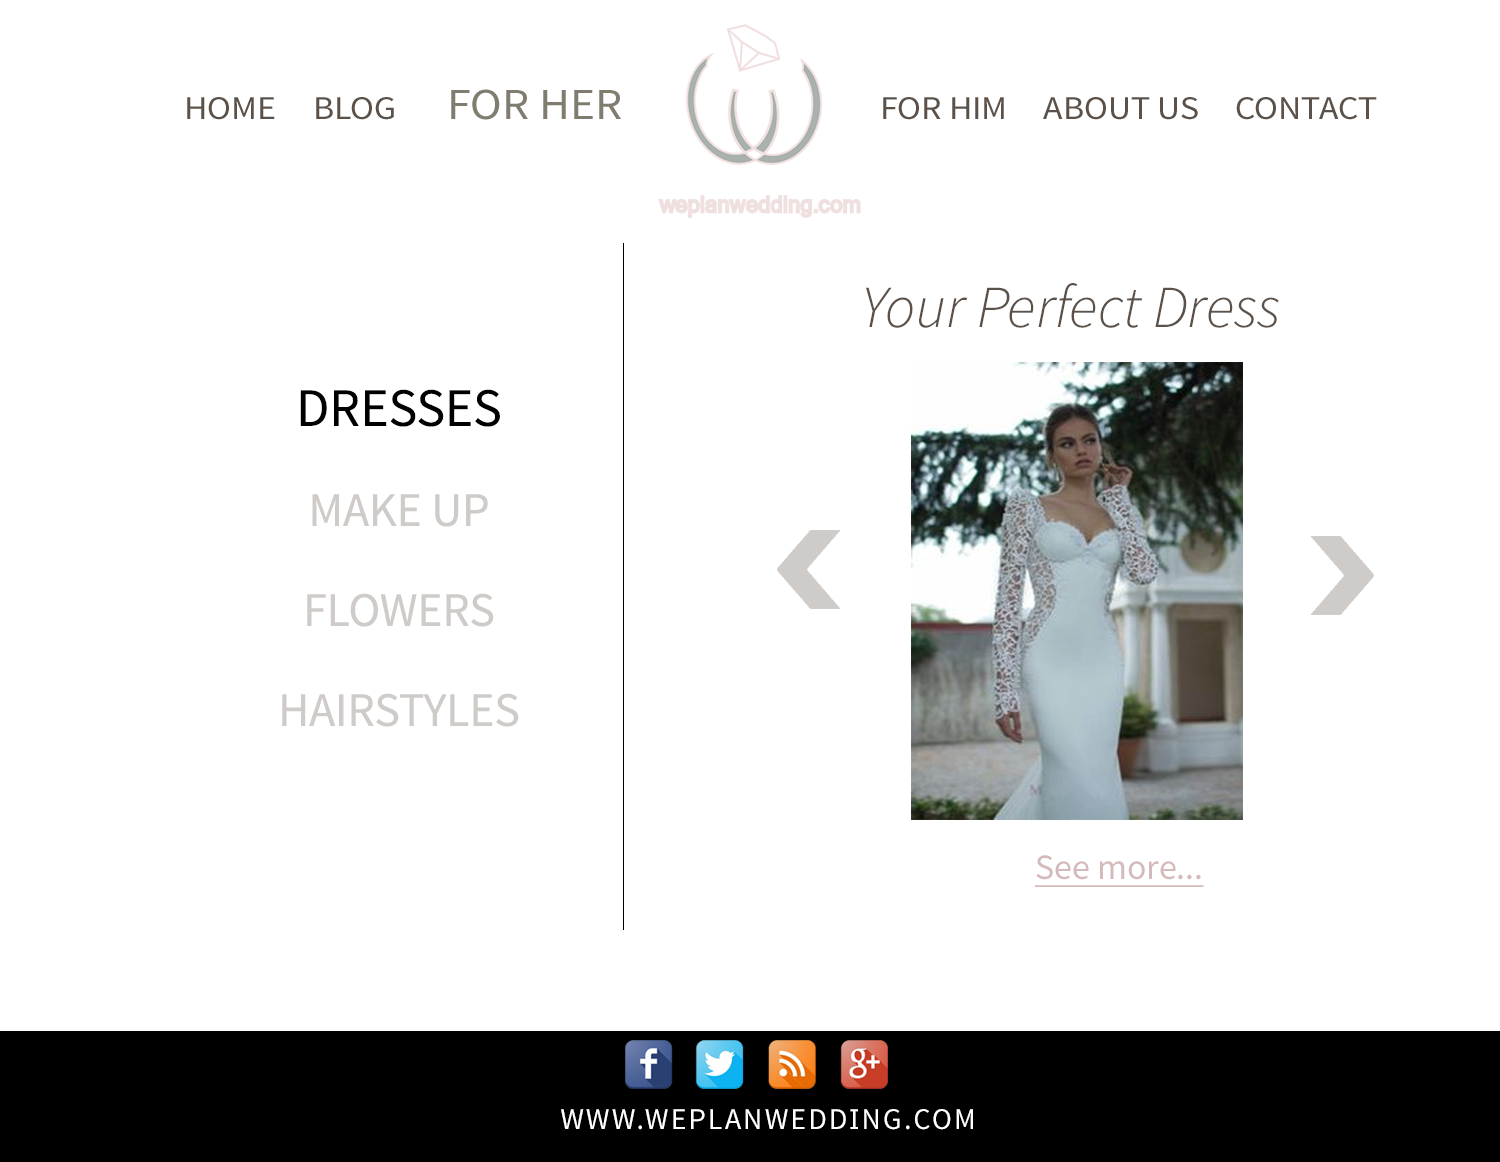 HOME BLOG FOR HER FOR HIM ABOUT US CONTACT
weplanwedding.com
Your Perfect Dress
DRESSES
MAKE UP
FLOWERS
HAIRSTYLES
See more...
f g+
WWW.WEPLANWEDDING.COM